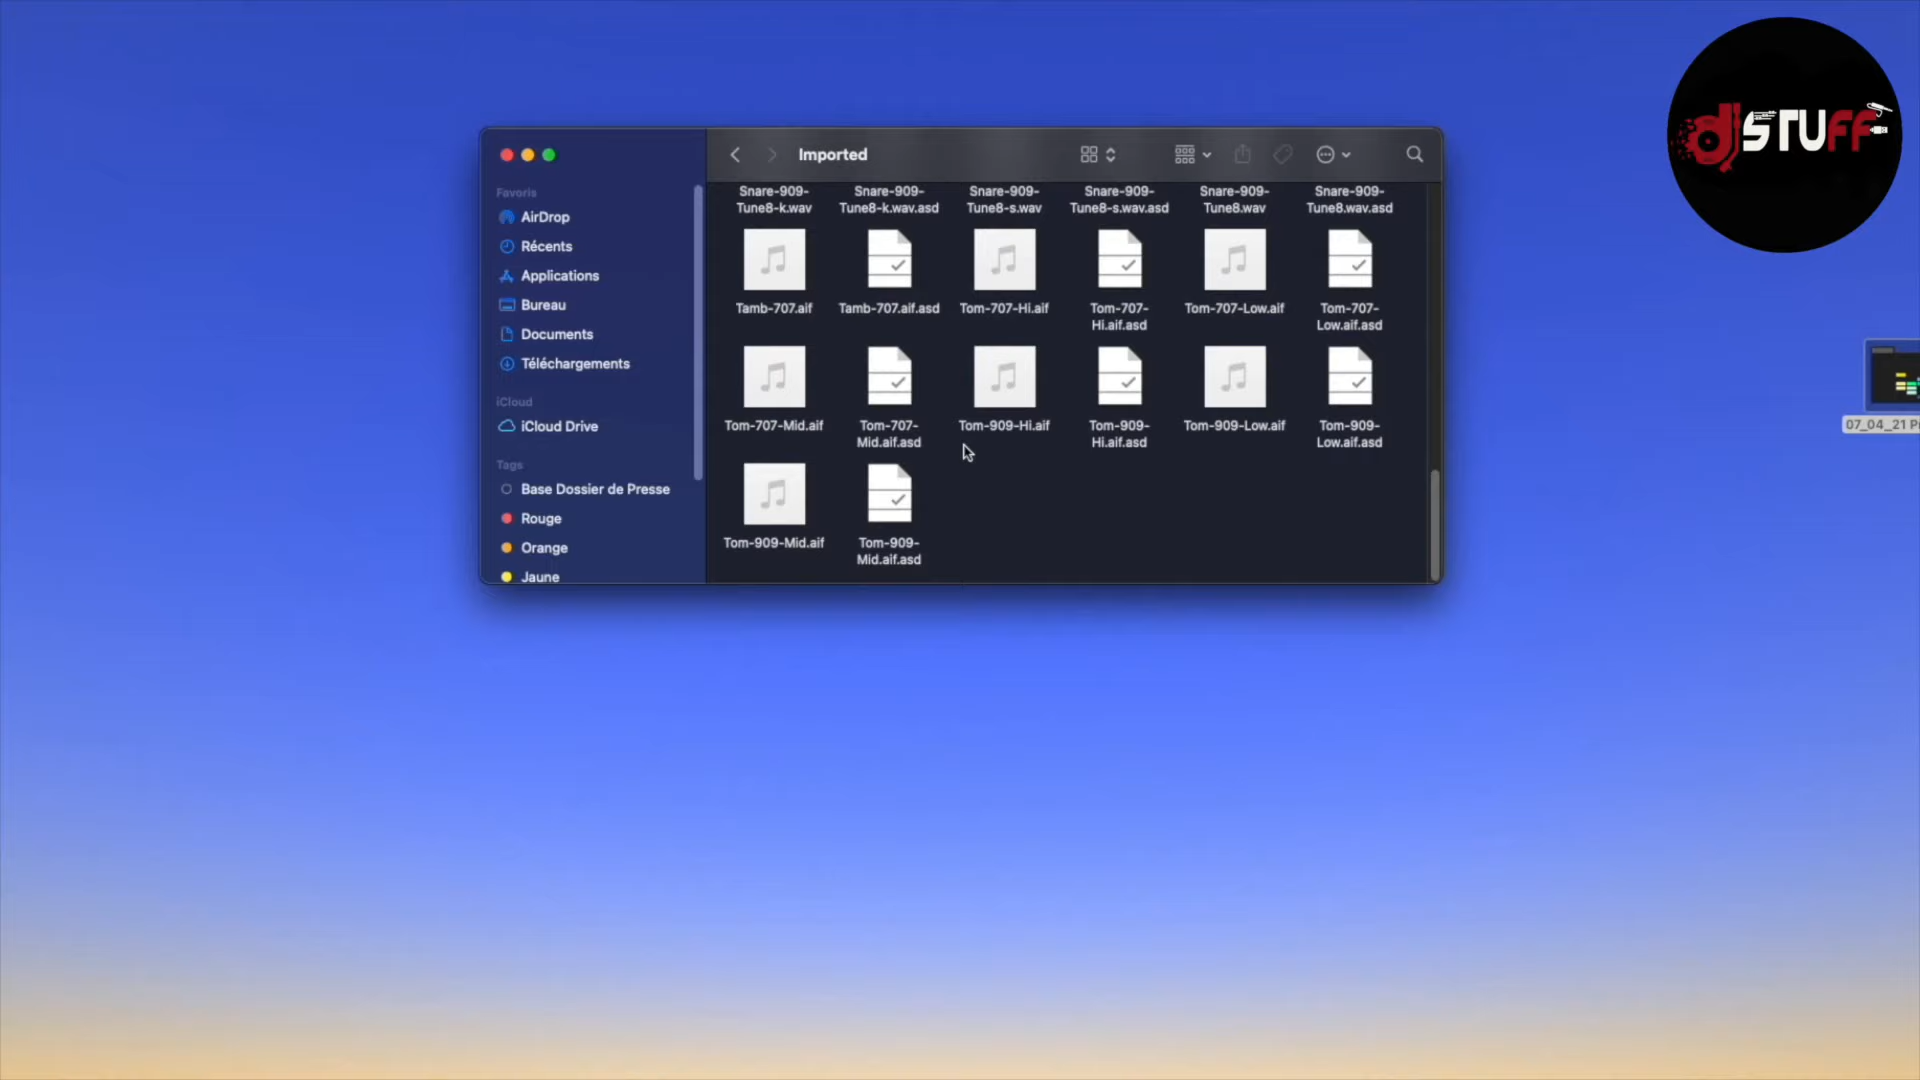 dj STUFF
Imported
Favoris
AirDrop
Récents
Applications
Bureau
Documents
Téléchargements
iCloud
iCloud Drive
Tags
Base Dossier de Presse
Rouge
Orange
Jaune
Snare-909-
Tune8-k.wav
Snare-909-
Tune8-k.wav.asd
Snare-909-
Tune8-s.wav
Snare-909-
Tune8-s.wav.asd
Snare-909-
Tune8.wav
Snare-909-
Tune8.wav.asd
Tamb-707.aif
Tamb-707.aif.asd
Tom-707-Hi.aif
Tom-707-
Hi.aif.asd
Tom-707-Low.aif
Tom-707-
Low.aif.asd
Tom-707-Mid.aif
Tom-707-
Mid.aif.asd
Tom-909-Hi.aif
Tom-909-
Hi.aif.asd
Tom-909-Low.aif
Tom-909-
Low.aif.asd
Tom-909-Mid.aif
Tom-909-
Mid.aif.asd
07_04_21